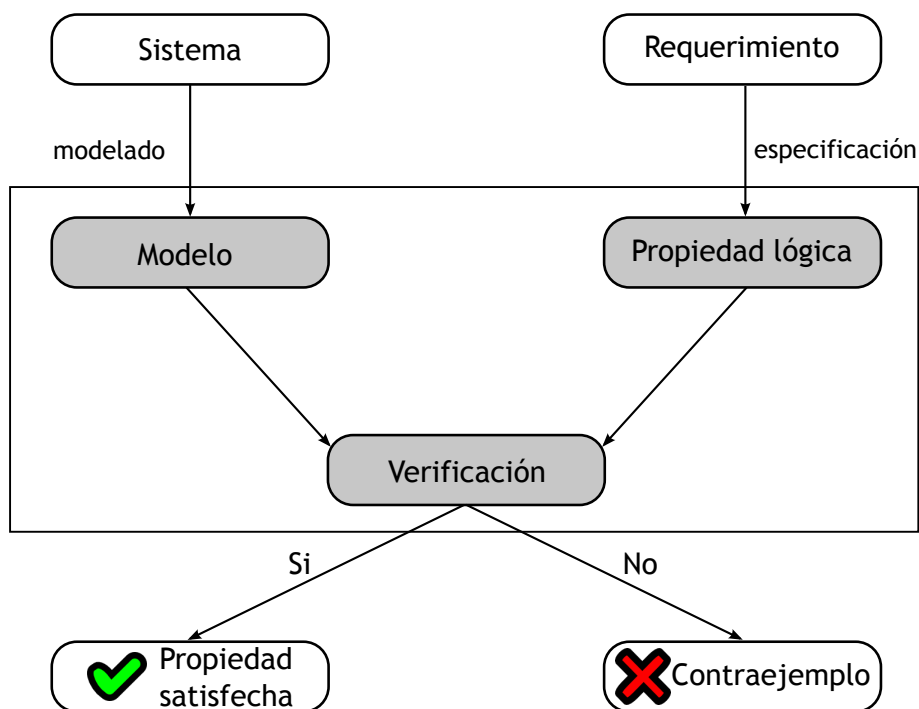 Sistema
Requerimiento
modelado
especificación
Modelo
Propiedad lógica
Verificación
Si
No
Propiedad
satisfecha
Contraejemplo